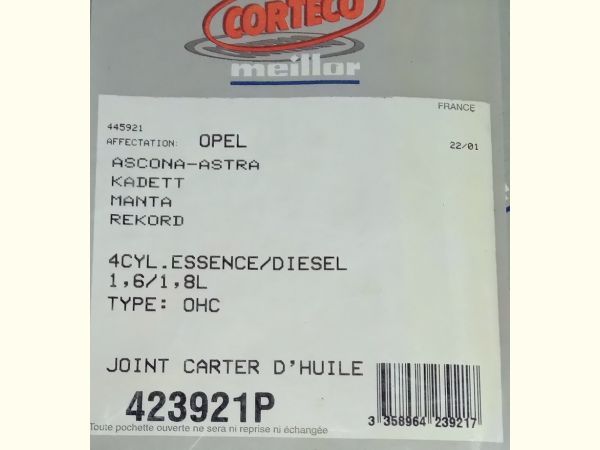 CORTECO
meillor
FRANCE
445921
AFFECTATION: OPEL 22/01
ASCONA-ASTRA
KADETT
MANTA
REKORD
4CYL.ESSENCE/DIESEL
1,6/1,8L
TYPE: OHC
JOINT CARTER D'HUILE
423921P
3 358964 239217
Toute pochette ouverte ne sera ni reprise ni échangée